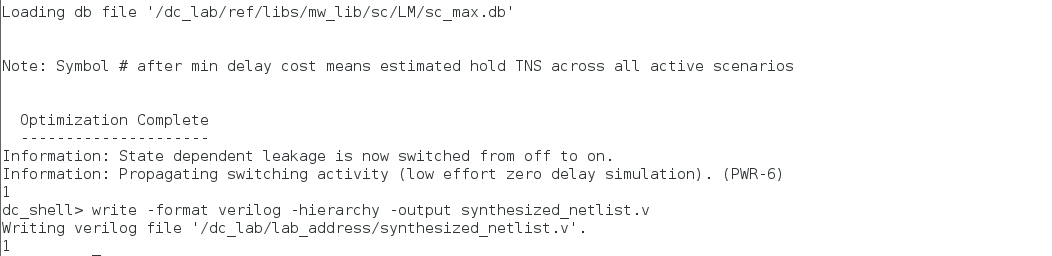 Loading db file '/dc_lab/ref/libs/mw_lib/sc/LM/sc_max.db'
Note: Symbol # after min delay cost means estimated hold TNS across all active scenarios
Optimization Complete
---------------------
Information: State dependent leakage is now switched from off to on.
Information: Propagating switching activity (low effort zero delay simulation). (PWR-6)
1
dc_shell> write -format verilog -hierarchy -output synthesized_netlist.v
Writing verilog file '/dc_lab/lab_address/synthesized_netlist.v'.
1